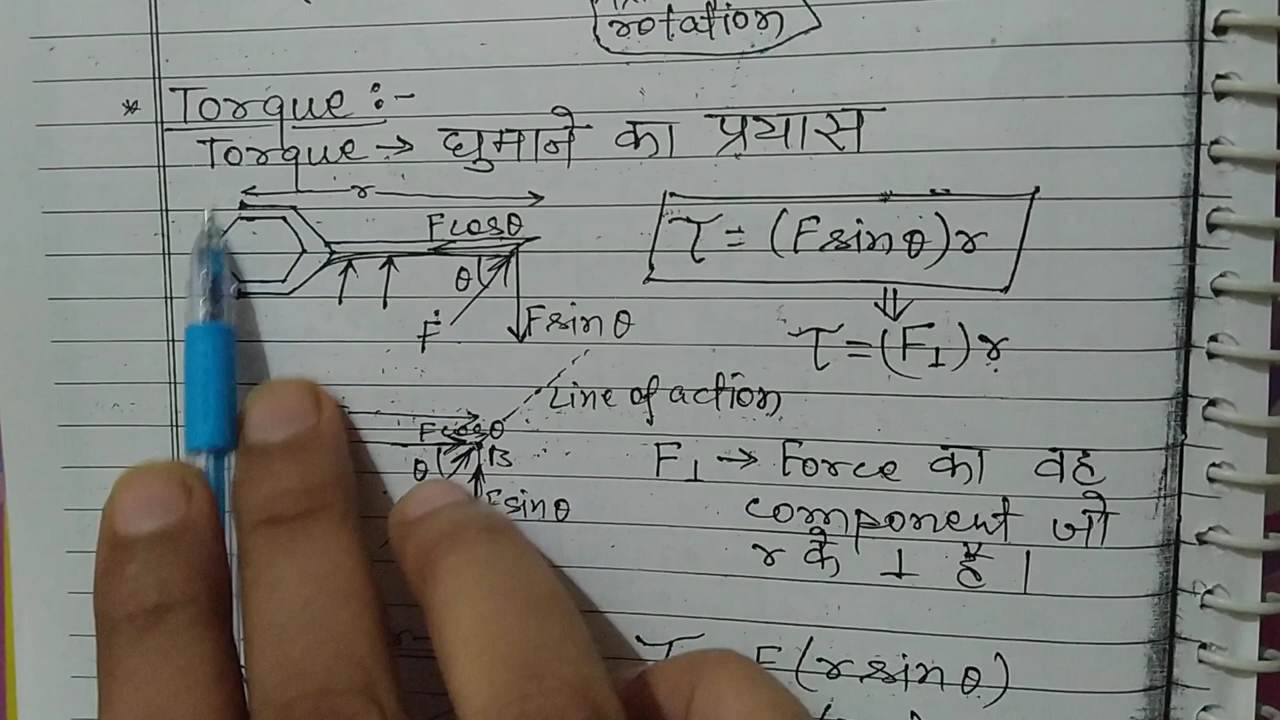 rotation
* Torque :-
Torque → घुमाने का प्रयास
r
Fcosθ
θ
F
Fsinθ
τ = (Fsinθ)r
⇓
τ = (F⊥)r
Line of action
Fcosθ
θ
B
Fsinθ
F⊥ → Force का वह
component जो
r के ⊥ है।
F(rsinθ)